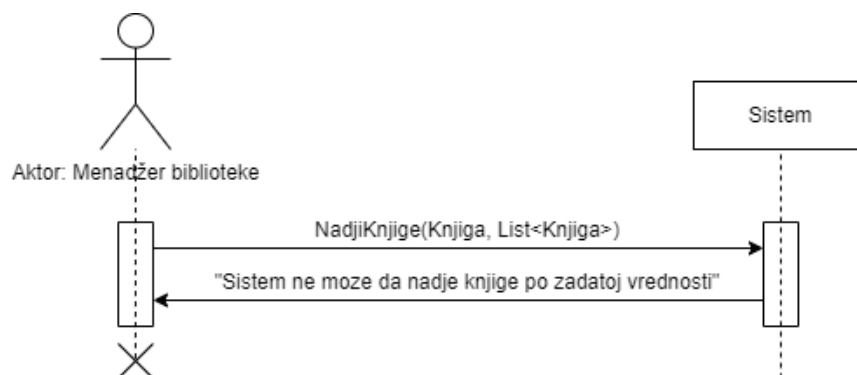 Sistem
Aktor: Menadžer biblioteke
NadjiKnjige(Knjiga, List<Knjiga>)
"Sistem ne moze da nadje knjige po zadatoj vrednosti"